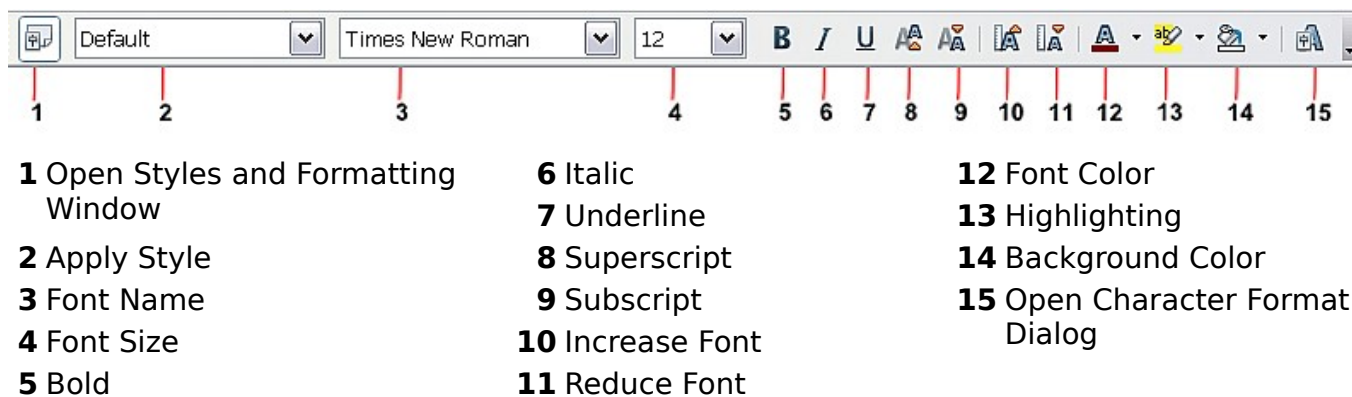 Default Times New Roman 12 B I U
1 2 3 4 5 6 7 8 9 10 11 12 13 14 15
1 Open Styles and Formatting
Window
2 Apply Style
3 Font Name
4 Font Size
5 Bold
6 Italic
7 Underline
8 Superscript
9 Subscript
10 Increase Font
11 Reduce Font
12 Font Color
13 Highlighting
14 Background Color
15 Open Character Format
Dialog